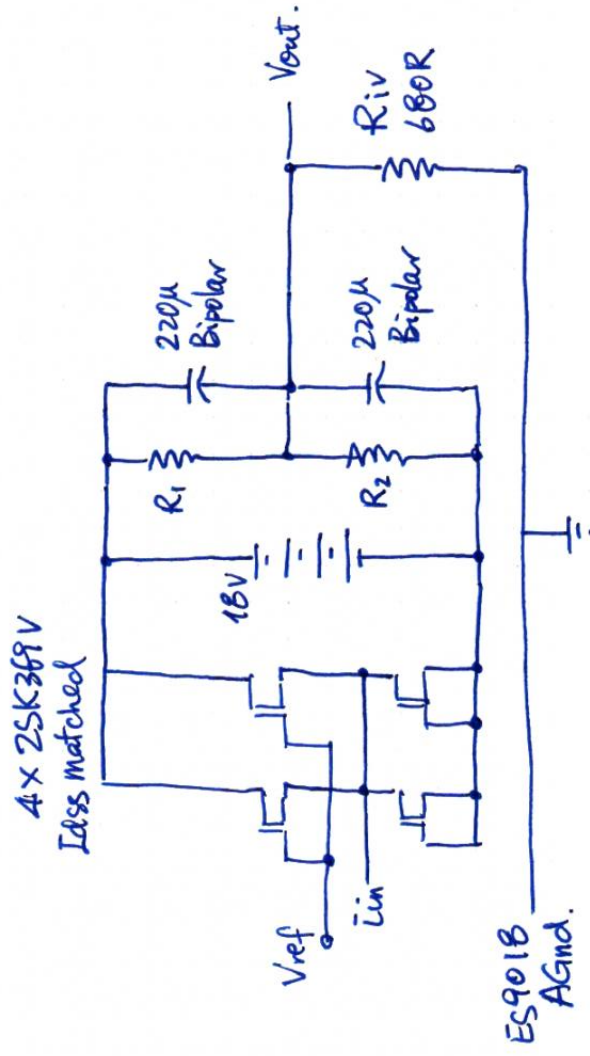 4 x 2SK369V
Idss matched
Vref
iin
18V
R1
R2
220µ
Bipolar
220µ
Bipolar
Vout.
Riv
680R
ES9018
AGnd.